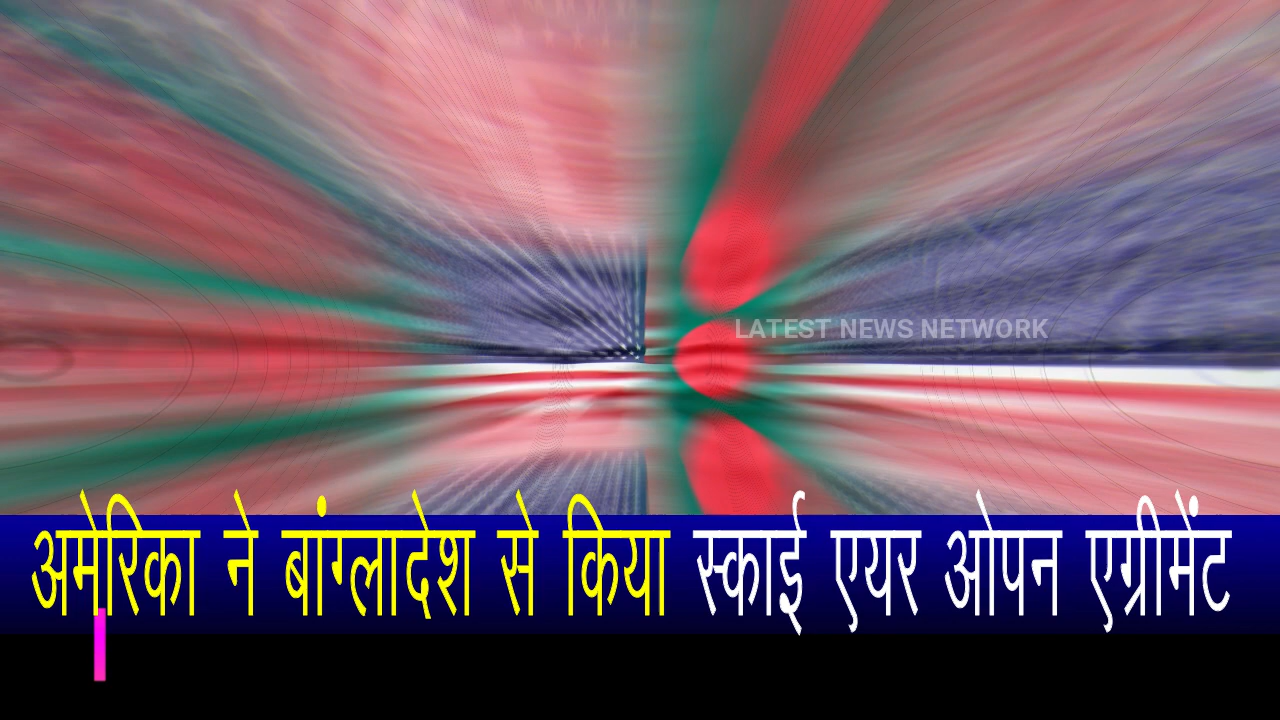 LATEST NEWS NETWORK
अमेरिका ने बांग्लादेश से किया स्काई एयर ओपन एग्रीमेंट